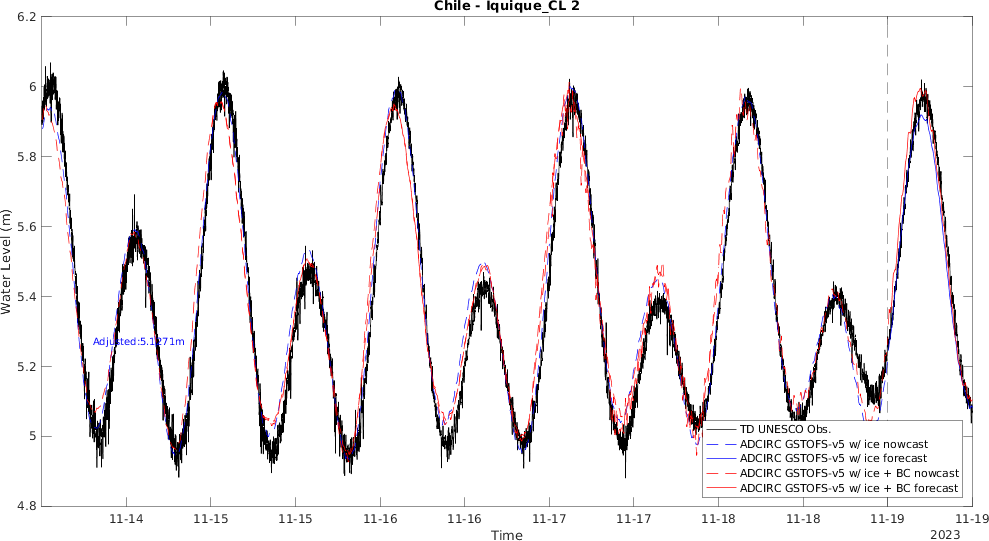 Chile - Iquique_CL 2
6.2
6
5.8
5.6
5.4
5.2
5
4.8
Water Level (m)
Adjusted:5.1271m
TD UNESCO Obs.
ADCIRC GSTOFS-v5 w/ ice nowcast
ADCIRC GSTOFS-v5 w/ ice forecast
ADCIRC GSTOFS-v5 w/ ice + BC nowcast
ADCIRC GSTOFS-v5 w/ ice + BC forecast
11-14 11-15 11-15 11-16 11-16 11-17 11-17 11-18 11-18 11-19 11-19
Time
2023